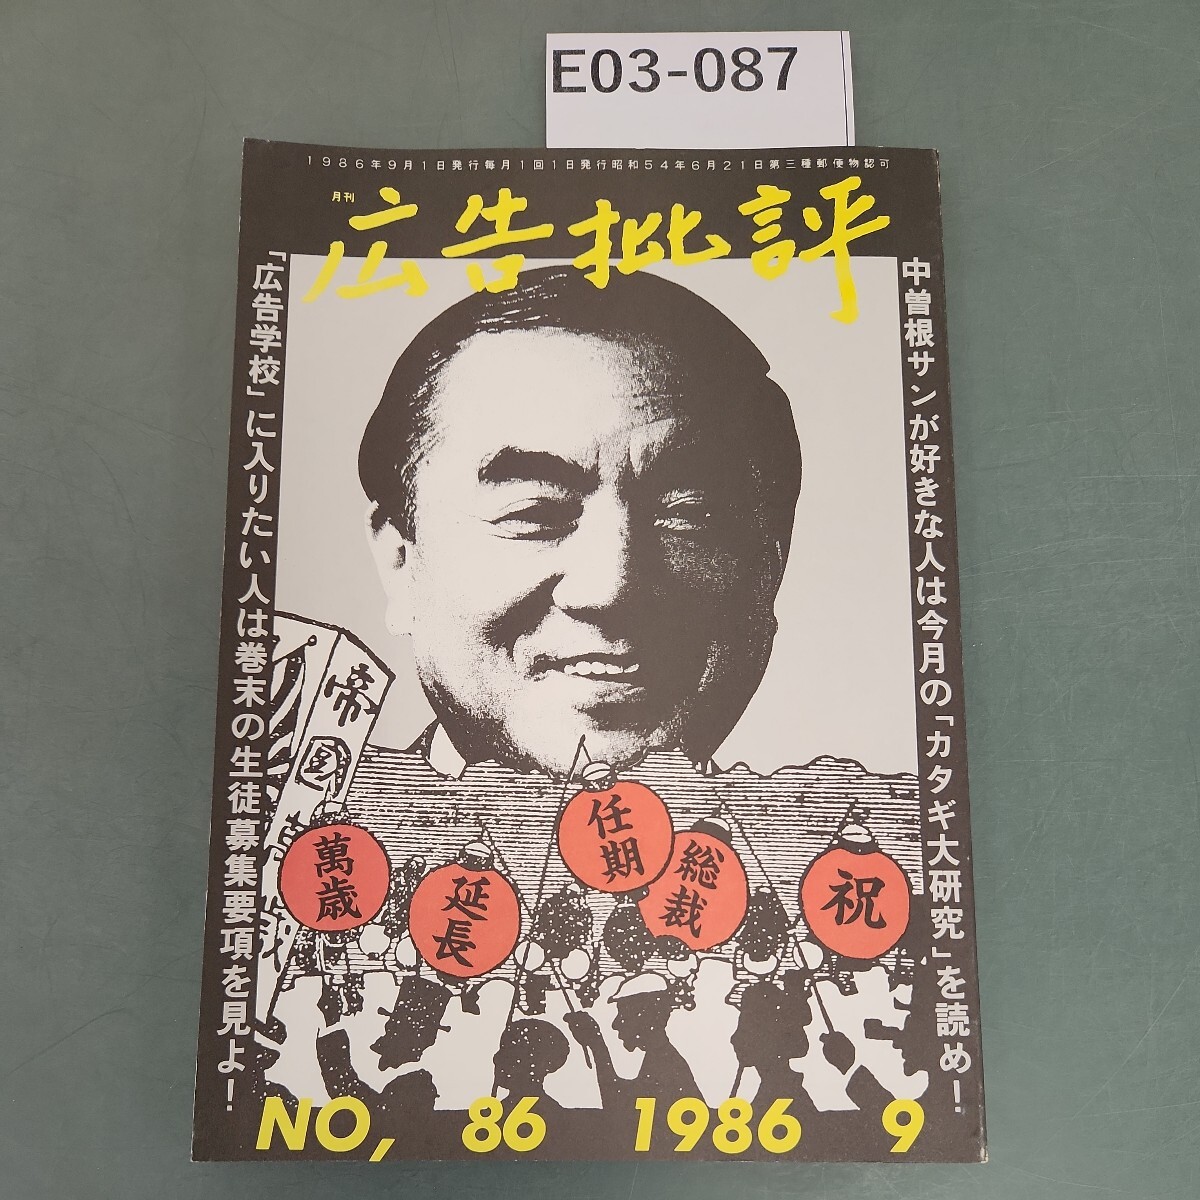 E03-087
1986年9月1日発行毎月1回1日発行昭和54年6月21日第三種郵便物認可
月刊
広告批評
中曽根サンが好きな人は今月の「カタギ大研究」を読め!
「広告学校」に入りたい人は巻末の生徒募集要項を見よ!
帝国
祝
総裁
任期
延長
萬歳
NO, 86 1986 9